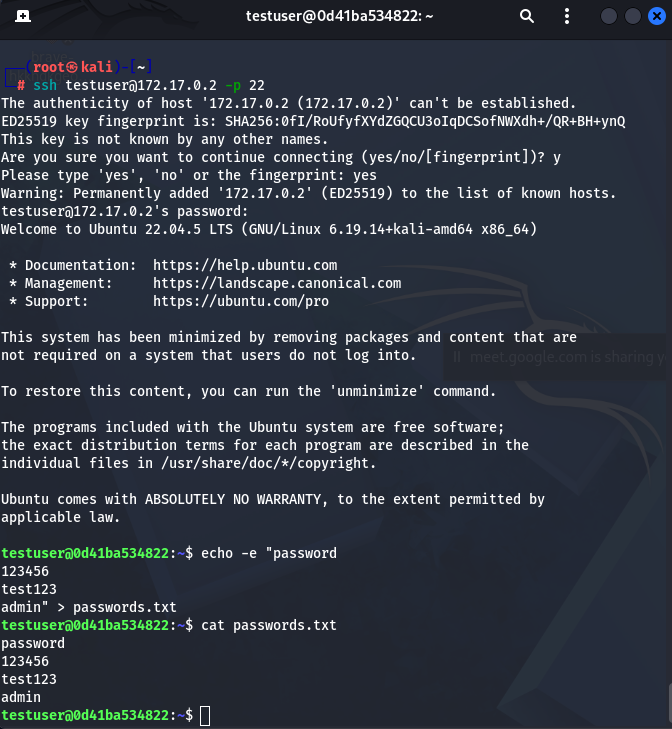 testuser@0d41ba534822: ~
(root㉿kali)-[~]
# ssh testuser@172.17.0.2 -p 22
The authenticity of host '172.17.0.2 (172.17.0.2)' can't be established.
ED25519 key fingerprint is: SHA256:0fI/RoUfyfXYdZGQCU3oIqDCSofNWXdh+/QR+BH+ynQ
This key is not known by any other names.
Are you sure you want to continue connecting (yes/no/[fingerprint])? y
Please type 'yes', 'no' or the fingerprint: yes
Warning: Permanently added '172.17.0.2' (ED25519) to the list of known hosts.
testuser@172.17.0.2's password:
Welcome to Ubuntu 22.04.5 LTS (GNU/Linux 6.19.14+kali-amd64 x86_64)
* Documentation:  https://help.ubuntu.com
* Management:     https://landscape.canonical.com
* Support:        https://ubuntu.com/pro
This system has been minimized by removing packages and content that are
not required on a system that users do not log into.
meet.google.com is sharing y
To restore this content, you can run the 'unminimize' command.
The programs included with the Ubuntu system are free software;
the exact distribution terms for each program are described in the
individual files in /usr/share/doc/*/copyright.
Ubuntu comes with ABSOLUTELY NO WARRANTY, to the extent permitted by
applicable law.
testuser@0d41ba534822:~$ echo -e "password
123456
test123
admin" > passwords.txt
testuser@0d41ba534822:~$ cat passwords.txt
password
123456
test123
admin
testuser@0d41ba534822:~$